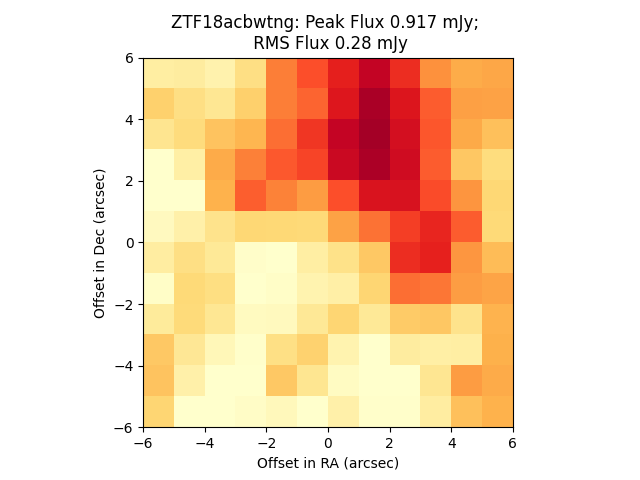 ZTF18acbwtng: Peak Flux 0.917 mJy;
RMS Flux 0.28 mJy
6
4
2
0
−2
−4
−6
Offset in Dec (arcsec)
−6 −4 −2 0 2 4 6
Offset in RA (arcsec)